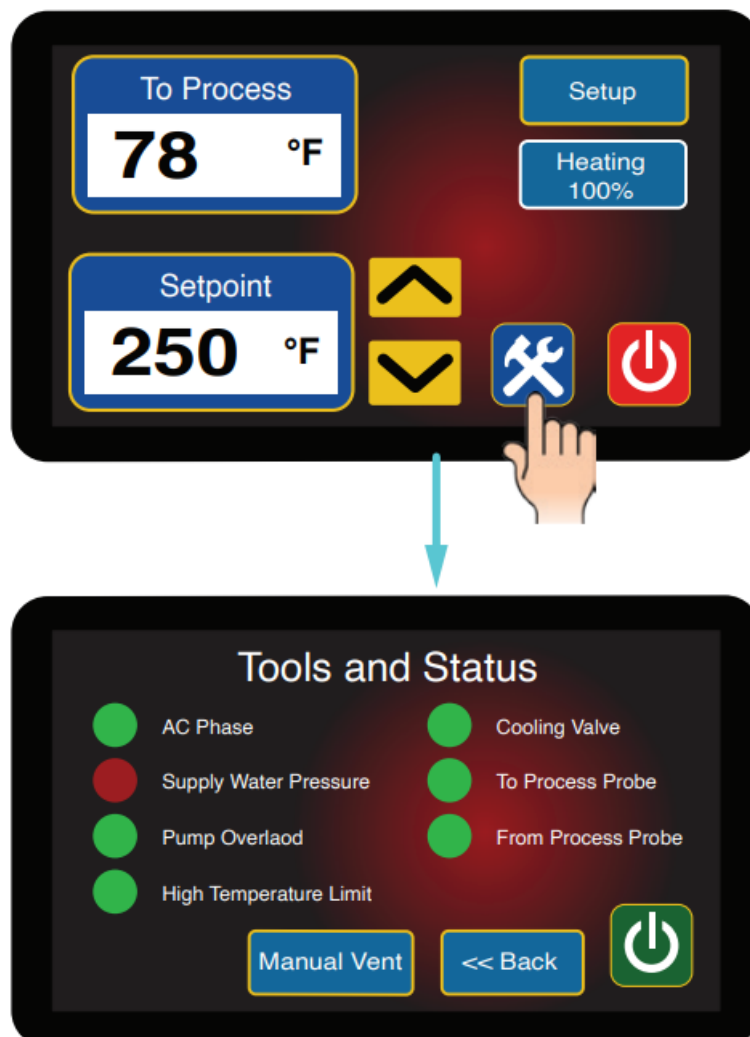 To Process
78 °F
Setup
Heating
100%
Setpoint
250 °F
Tools and Status
AC Phase
Supply Water Pressure
Pump Overlaod
High Temperature Limit
Cooling Valve
To Process Probe
From Process Probe
Manual Vent
<< Back